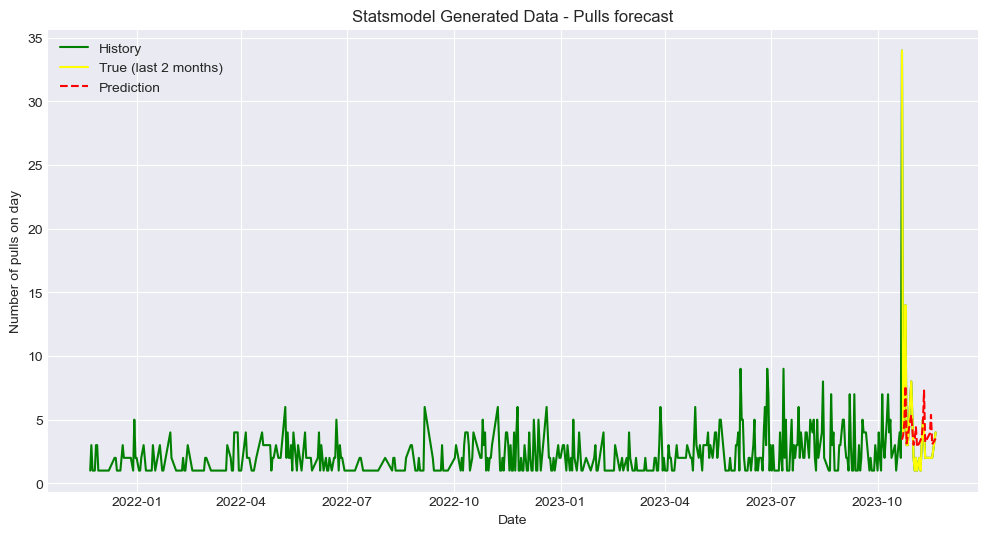 Statsmodel Generated Data - Pulls forecast
History
True (last 2 months)
Prediction
35
30
25
20
15
10
5
0
Number of pulls on day
2022-01
2022-04
2022-07
2022-10
2023-01
2023-04
2023-07
2023-10
Date